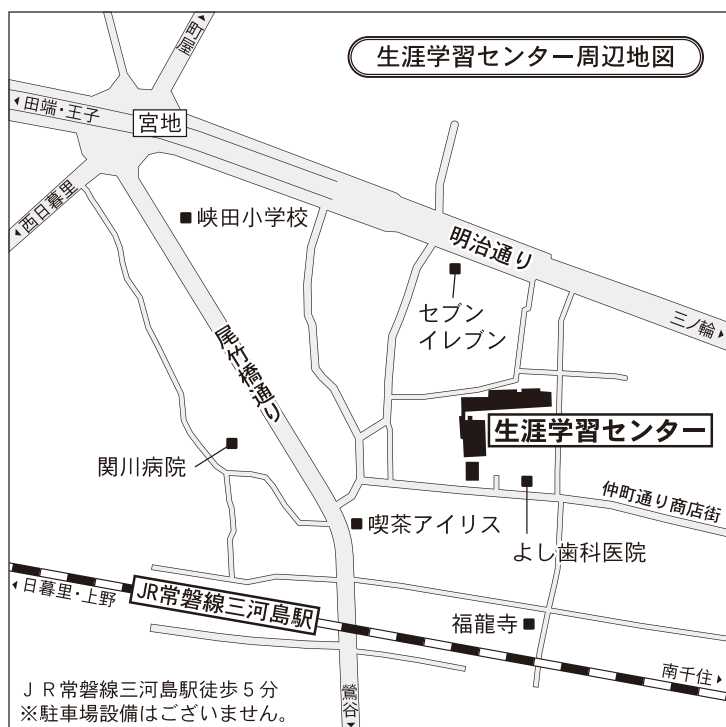 生涯学習センター周辺地図
◀町屋
◀田端・王子
宮地
◀西日暮里
峡田小学校
明治通り
セブン
イレブン
三ノ輪▶
尾竹橋通り
生涯学習センター
関川病院
仲町通り商店街
喫茶アイリス
よし歯科医院
◀日暮里・上野
JR常磐線三河島駅
福龍寺
南千住▶
ＪＲ常磐線三河島駅徒歩５分
※駐車場設備はございません。
鶯谷▶